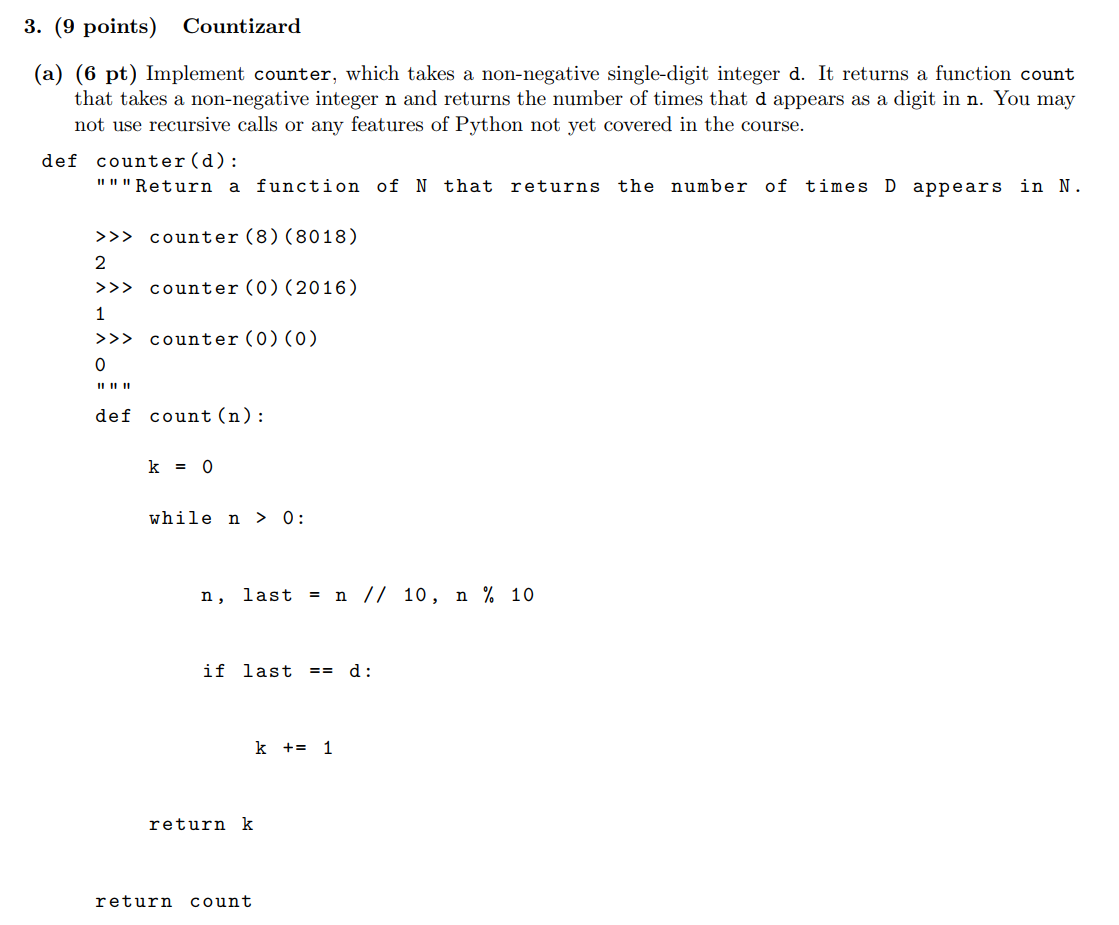 3. (9 points) Countizard
(a) (6 pt) Implement counter, which takes a non-negative single-digit integer d. It returns a function count
that takes a non-negative integer n and returns the number of times that d appears as a digit in n. You may
not use recursive calls or any features of Python not yet covered in the course.
def counter(d):
    """Return a function of N that returns the number of times D appears in N.
    >>> counter(8)(8018)
    2
    >>> counter(0)(2016)
    1
    >>> counter(0)(0)
    0
    """
    def count(n):
        k = 0
        while n > 0:
            n, last = n // 10, n % 10
            if last == d:
                k += 1
        return k
    return count